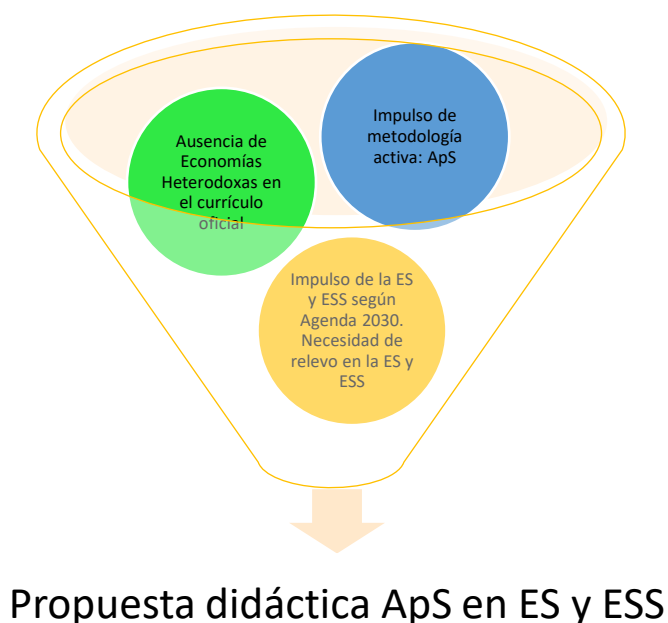 Ausencia de
Economías
Heterodoxas en
el currículo
oficial
Impulso de
metodología
activa: ApS
Impulso de la ES
y ESS según
Agenda 2030.
Necesidad de
relevo en la ES y
ESS
Propuesta didáctica ApS en ES y ESS